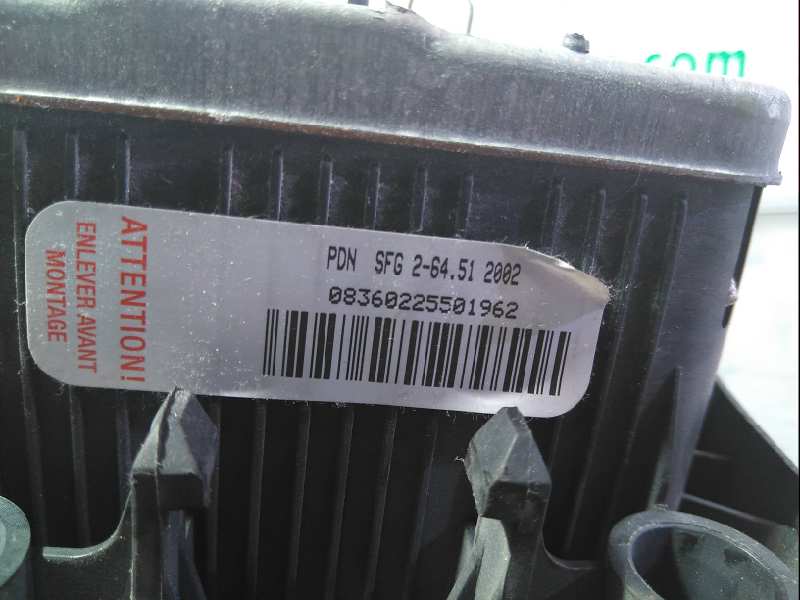 .com
PDN SFG 2-64.51 2002
08360225501962
ATTENTION!
ENLEVER AVANT
MONTAGE